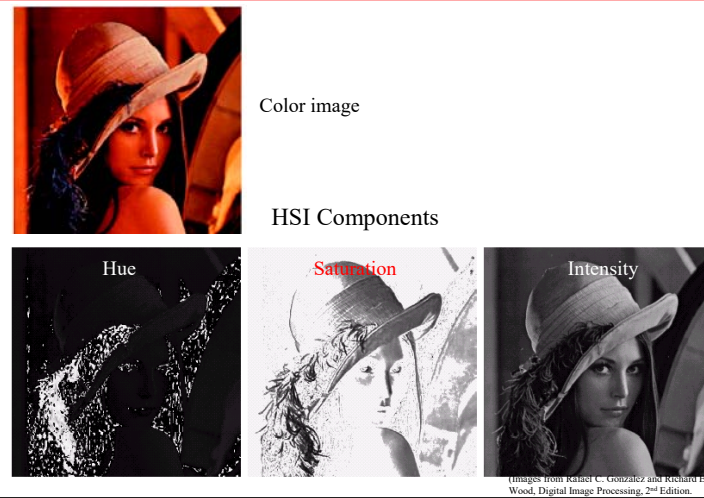 Color image
HSI Components
Hue
Saturation
Intensity
(Images from Rafael C. Gonzalez and Richard E
Wood, Digital Image Processing, 2nd Edition.